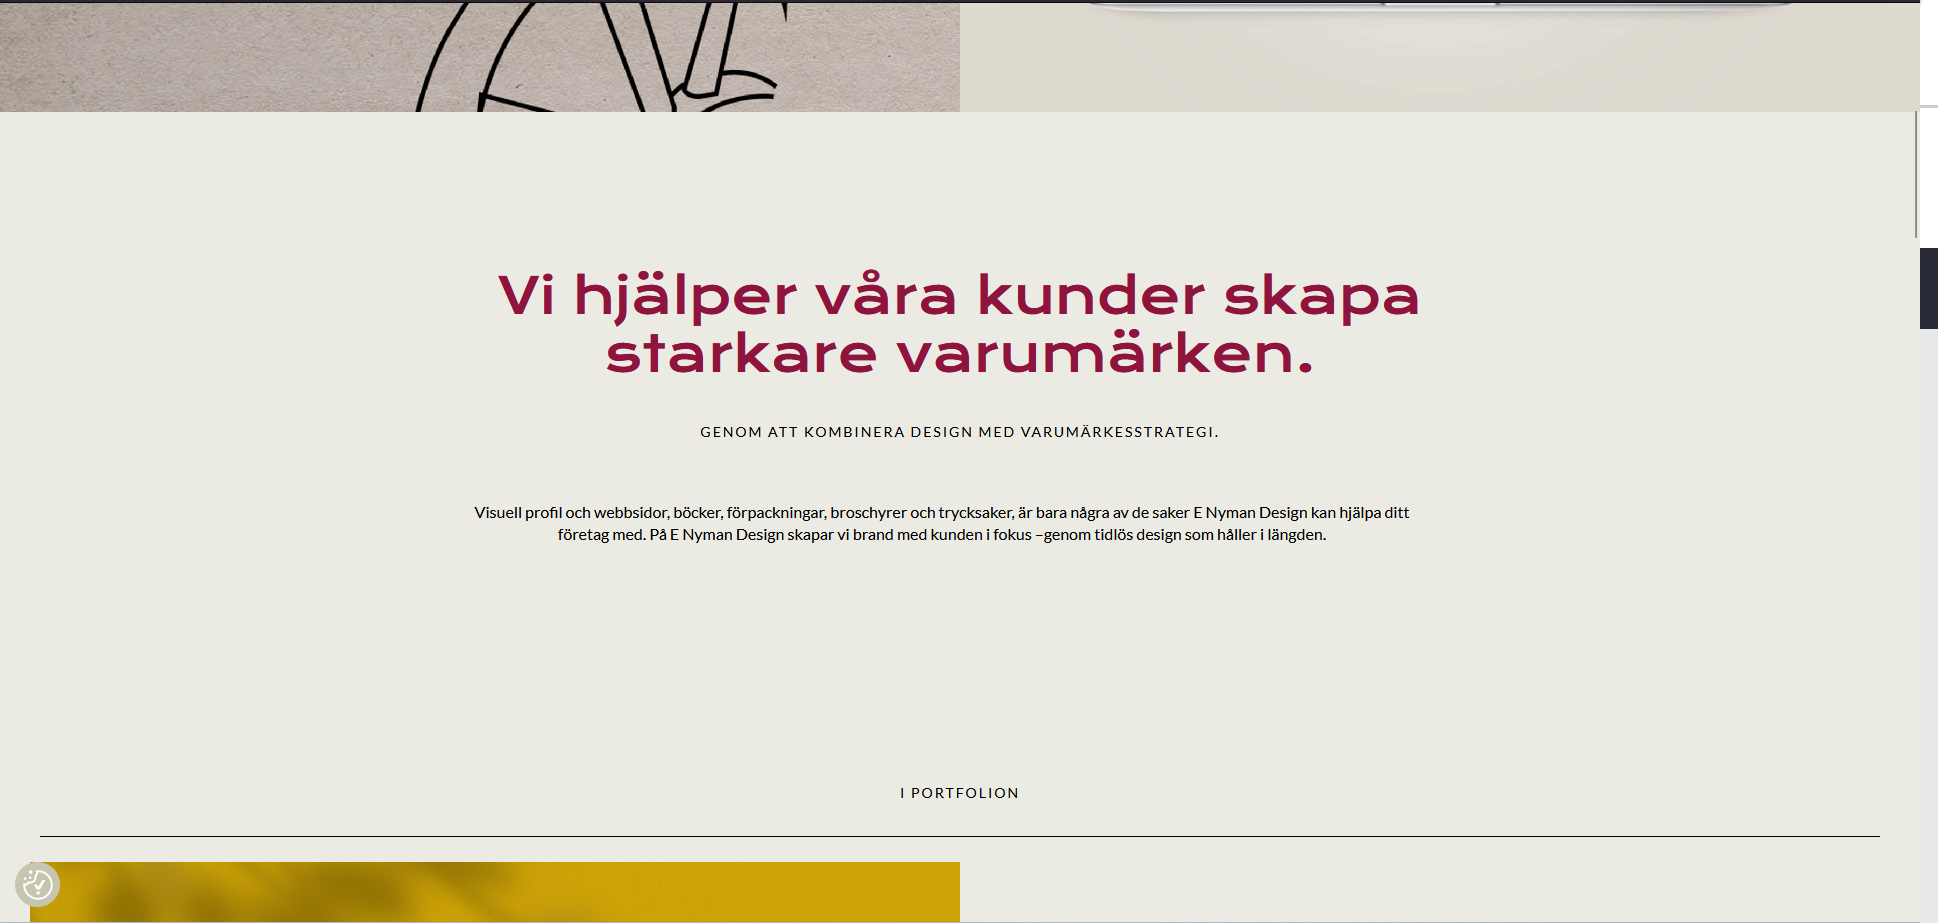 Vi hjälper våra kunder skapa
starkare varumärken.
GENOM ATT KOMBINERA DESIGN MED VARUMÄRKESSTRATEGI.
Visuell profil och webbsidor, böcker, förpackningar, broschyrer och trycksaker, är bara några av de saker E Nyman Design kan hjälpa ditt
företag med. På E Nyman Design skapar vi brand med kunden i fokus –genom tidlös design som håller i längden.
I PORTFOLION